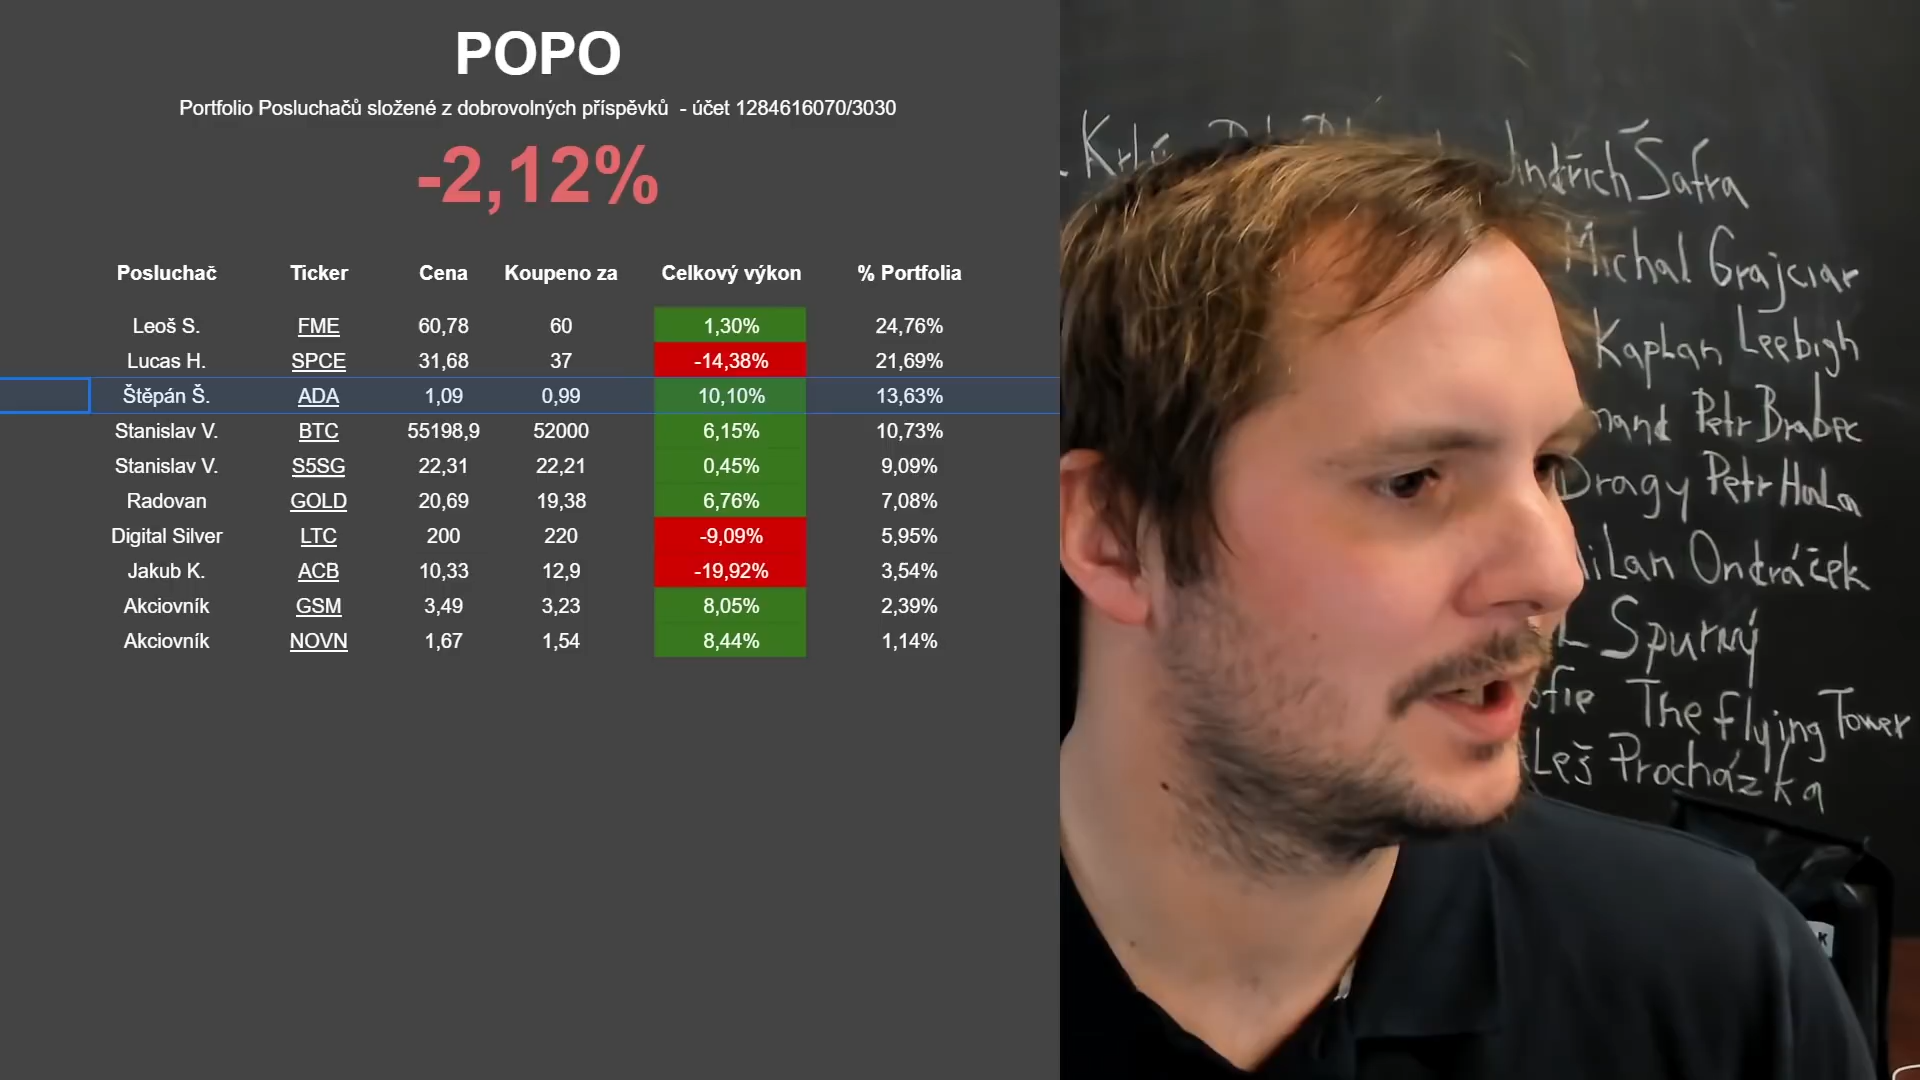 POPO
Portfolio Posluchačů složené z dobrovolných příspěvků - účet 1284616070/3030
-2,12%
Posluchač Ticker Cena Koupeno za Celkový výkon % Portfolia
Leoš S. FME 60,78 60 1,30% 24,76%
Lucas H. SPCE 31,68 37 -14,38% 21,69%
Štěpán Š. ADA 1,09 0,99 10,10% 13,63%
Stanislav V. BTC 55198,9 52000 6,15% 10,73%
Stanislav V. S5SG 22,31 22,21 0,45% 9,09%
Radovan GOLD 20,69 19,38 6,76% 7,08%
Digital Silver LTC 200 220 -9,09% 5,95%
Jakub K. ACB 10,33 12,9 -19,92% 3,54%
Akciovník GSM 3,49 3,23 8,05% 2,39%
Akciovník NOVN 1,67 1,54 8,44% 1,14%
Jindřich Šafra
Michal Grajciar
Kaplan Leebigh
Petr Brabec
Dragy Petr Hala
Milan Ondráček
Spurný
The Flying Tower
Leš Procházka